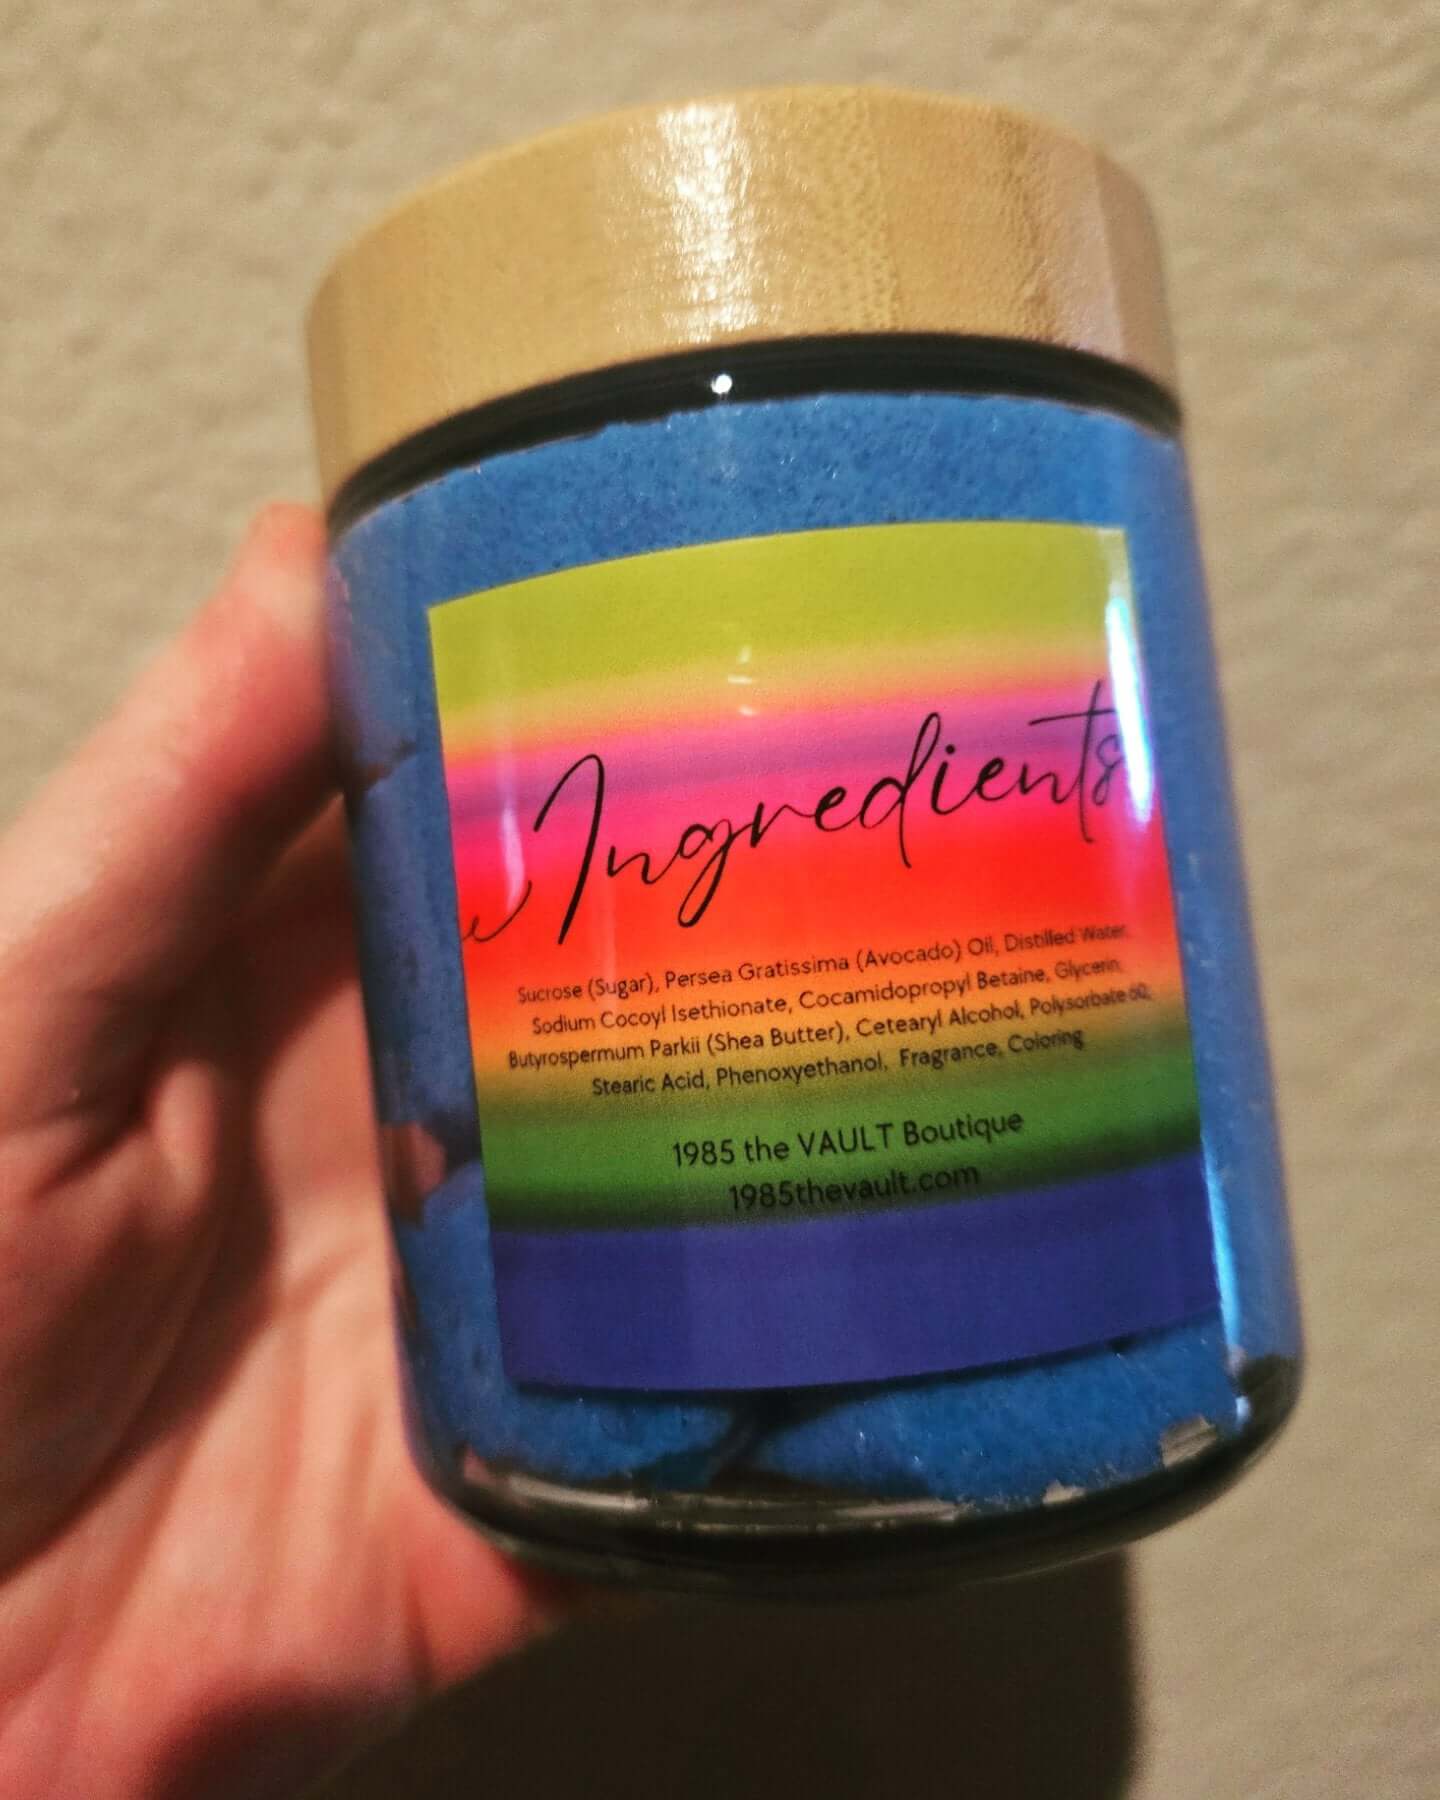 Ingredients
Sucrose (Sugar), Persea Gratissima (Avocado) Oil, Distilled Water,
Sodium Cocoyl Isethionate, Cocamidopropyl Betaine, Glycerin,
Butyrospermum Parkii (Shea Butter), Cetearyl Alcohol, Polysorbate 60,
Stearic Acid, Phenoxyethanol, Fragrance, Coloring
1985 the VAULT Boutique
1985thevault.com